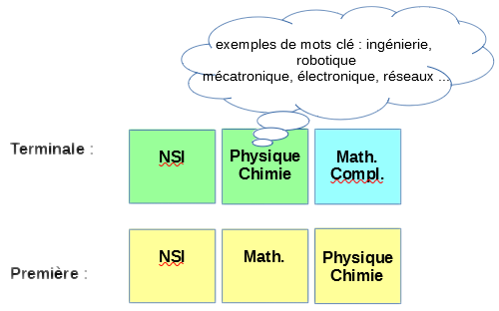 exemples de mots clé : ingénierie,
robotique
mécatronique, électronique, réseaux ...
Terminale :
NSI
Physique
Chimie
Math.
Compl.
Première :
NSI
Math.
Physique
Chimie